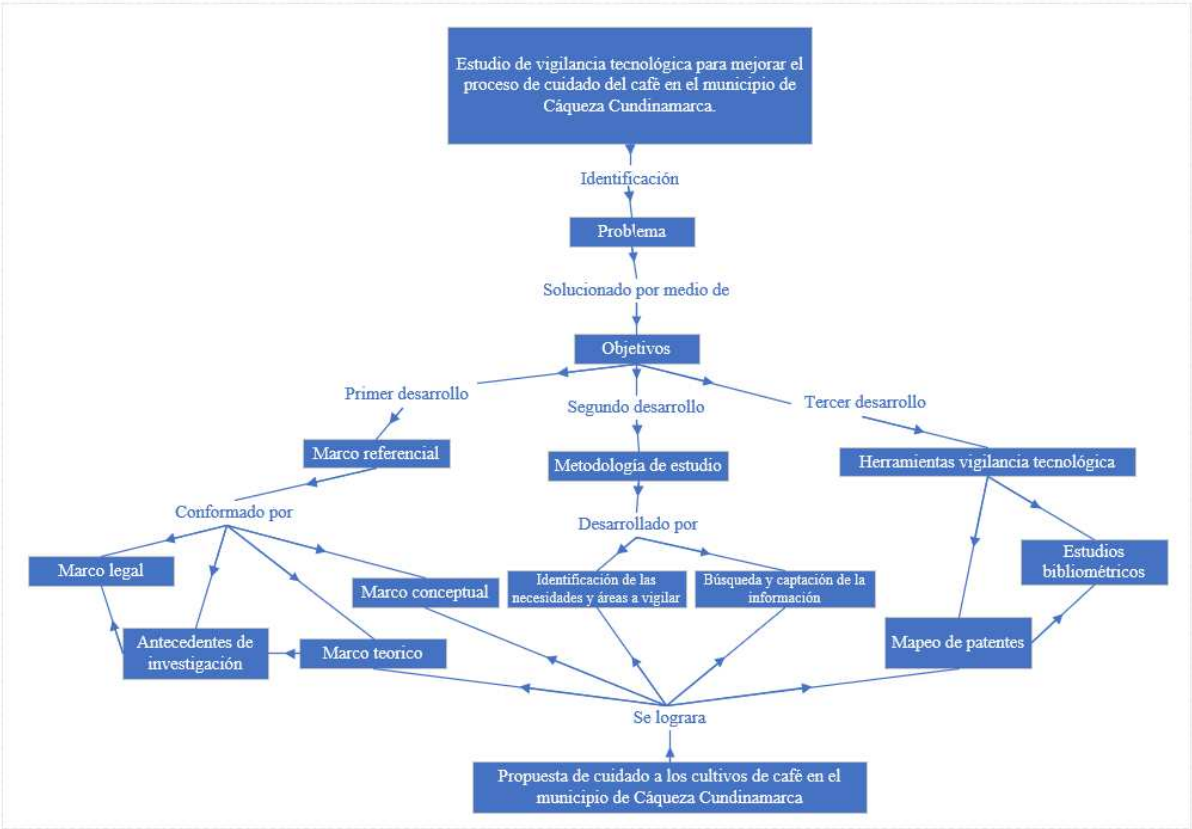 Estudio de vigilancia tecnológica para mejorar el
proceso de cuidado del café en el municipio de
Cáqueza Cundinamarca.
Identificación
Problema
Solucionado por medio de
Objetivos
Primer desarrollo
Segundo desarrollo
Tercer desarrollo
Marco referencial
Metodología de estudio
Herramientas vigilancia tecnológica
Conformado por
Desarrollado por
Marco legal
Marco conceptual
Identificación de las
necesidades y áreas a vigilar
Búsqueda y captación de la
información
Estudios
bibliométricos
Antecedentes de
investigación
Marco teorico
Mapeo de patentes
Se lograra
Propuesta de cuidado a los cultivos de café en el
municipio de Cáqueza Cundinamarca